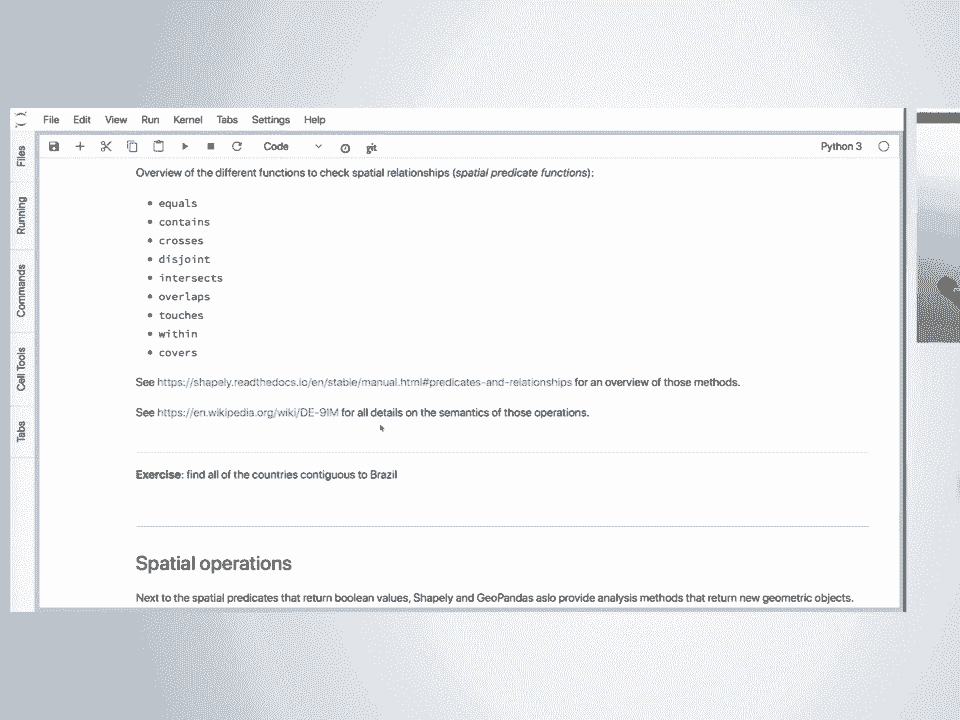 File Edit View Run Kernel Tabs Settings Help
Code git Python 3
Files
Running
Commands
Cell Tools
Tabs
Overview of the different functions to check spatial relationships (spatial predicate functions):
• equals
• contains
• crosses
• disjoint
• intersects
• overlaps
• touches
• within
• covers
See https://shapely.readthedocs.io/en/stable/manual.html#predicates-and-relationships for an overview of those methods.
See https://en.wikipedia.org/wiki/DE-9IM for all details on the semantics of those operations.
Exercise: find all of the countries contiguous to Brazil
Spatial operations
Next to the spatial predicates that return boolean values, Shapely and GeoPandas aslo provide analysis methods that return new geometric objects.